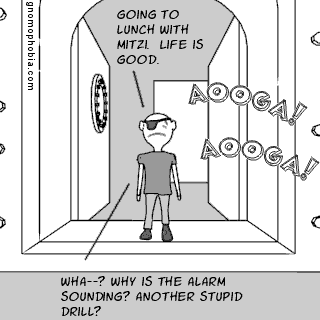 gnomophobia.com
GOING TO
LUNCH WITH
MITZI. LIFE IS
GOOD.
AOOGA!
AOOGA!
WHA--? WHY IS THE ALARM
SOUNDING? ANOTHER STUPID
DRILL?